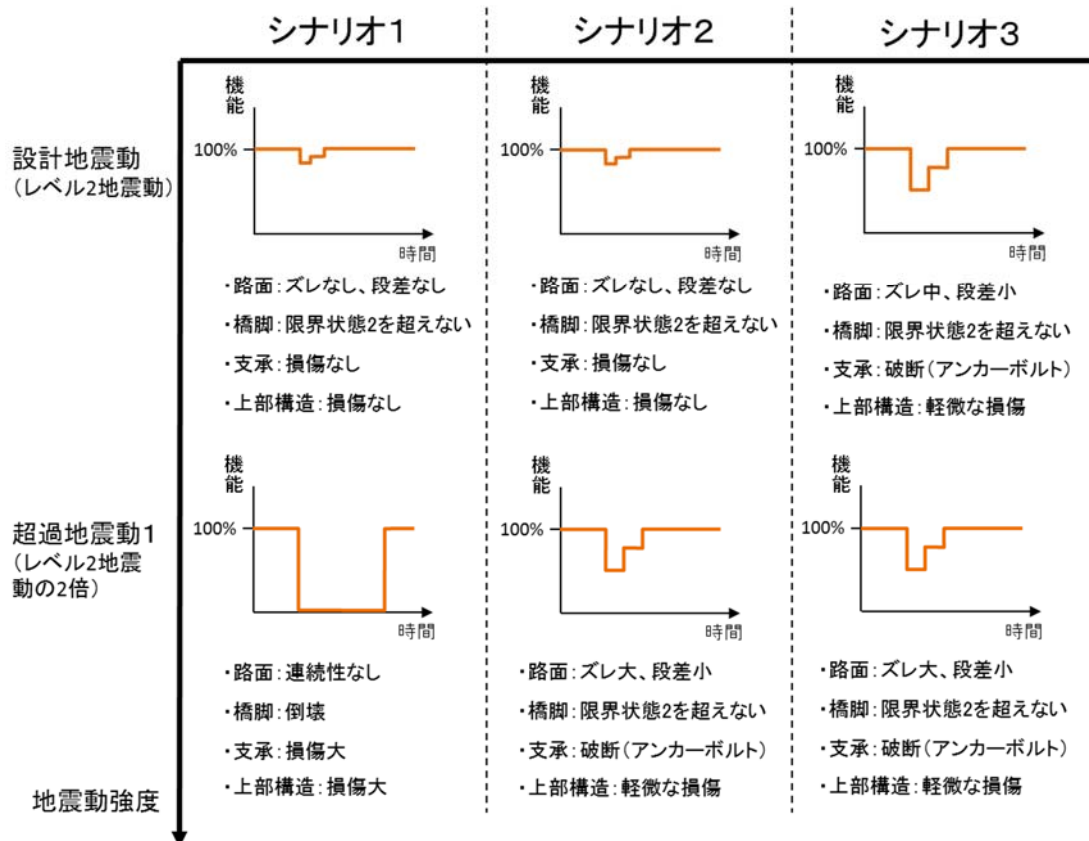 シナリオ1
シナリオ2
シナリオ3
設計地震動
(レベル2地震動)
機能
100%
時間
・路面:ズレなし、段差なし
・橋脚:限界状態2を超えない
・支承:損傷なし
・上部構造:損傷なし
機能
100%
時間
・路面:ズレなし、段差なし
・橋脚:限界状態2を超えない
・支承:損傷なし
・上部構造:損傷なし
機能
100%
時間
・路面:ズレ中、段差小
・橋脚:限界状態2を超えない
・支承:破断(アンカーボルト)
・上部構造:軽微な損傷
超過地震動1
(レベル2地震
動の2倍)
機能
100%
時間
・路面:連続性なし
・橋脚:倒壊
・支承:損傷大
・上部構造:損傷大
機能
100%
時間
・路面:ズレ大、段差小
・橋脚:限界状態2を超えない
・支承:破断(アンカーボルト)
・上部構造:軽微な損傷
機能
100%
時間
・路面:ズレ大、段差小
・橋脚:限界状態2を超えない
・支承:破断(アンカーボルト)
・上部構造:軽微な損傷
地震動強度